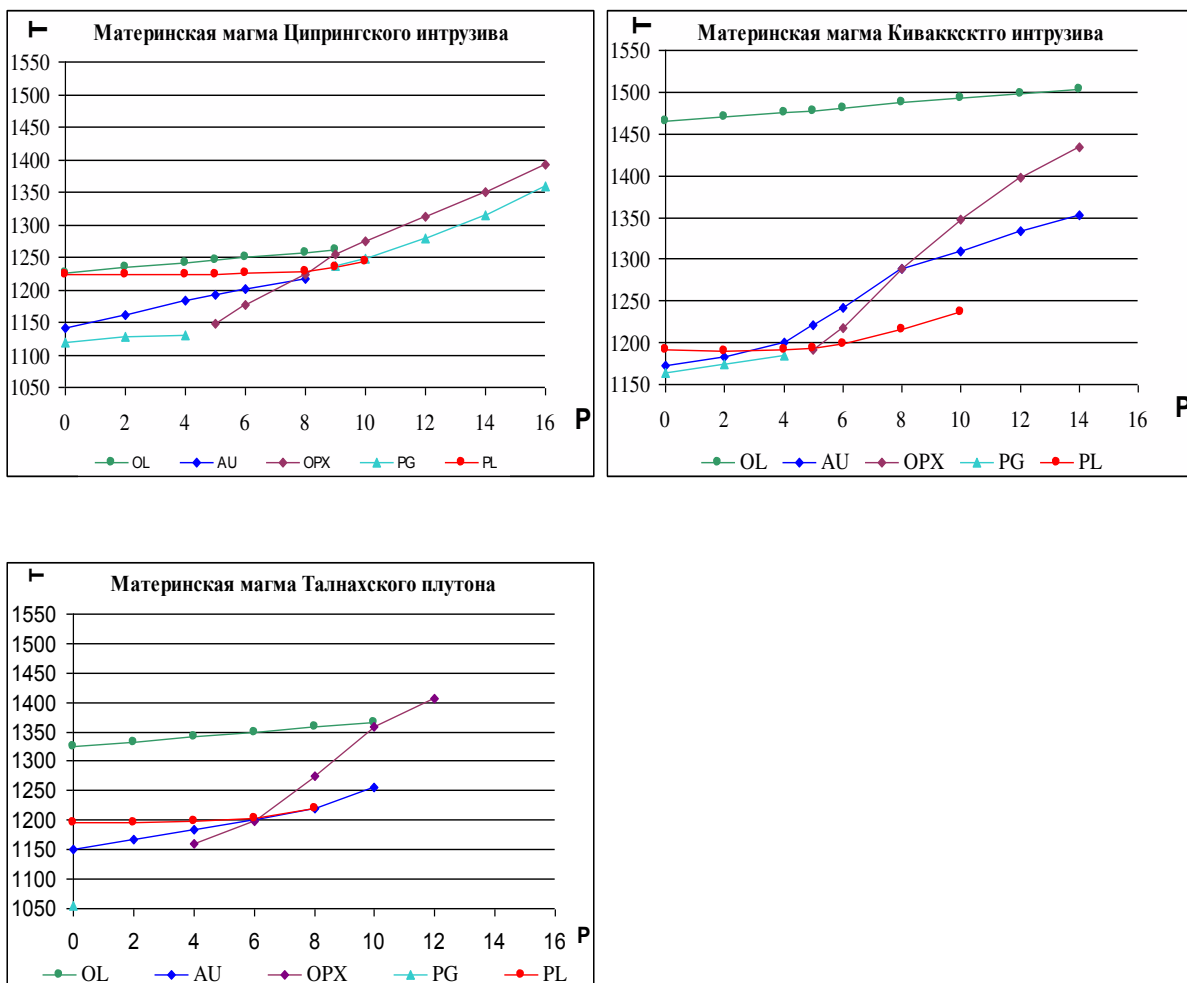 Т
Материнская магма Ципрингского интрузива
1550
1500
1450
1400
1350
1300
1250
1200
1150
1100
1050
0 2 4 6 8 10 12 14 16 P
OL AU OPX PG PL
Т
Материнская магма Кивакксктго интрузива
1550
1500
1450
1400
1350
1300
1250
1200
1150
0 2 4 6 8 10 12 14 16 P
OL AU OPX PG PL
Т
Материнская магма Талнахского плутона
1550
1500
1450
1400
1350
1300
1250
1200
1150
1100
1050
0 2 4 6 8 10 12 14 16 P
OL AU OPX PG PL